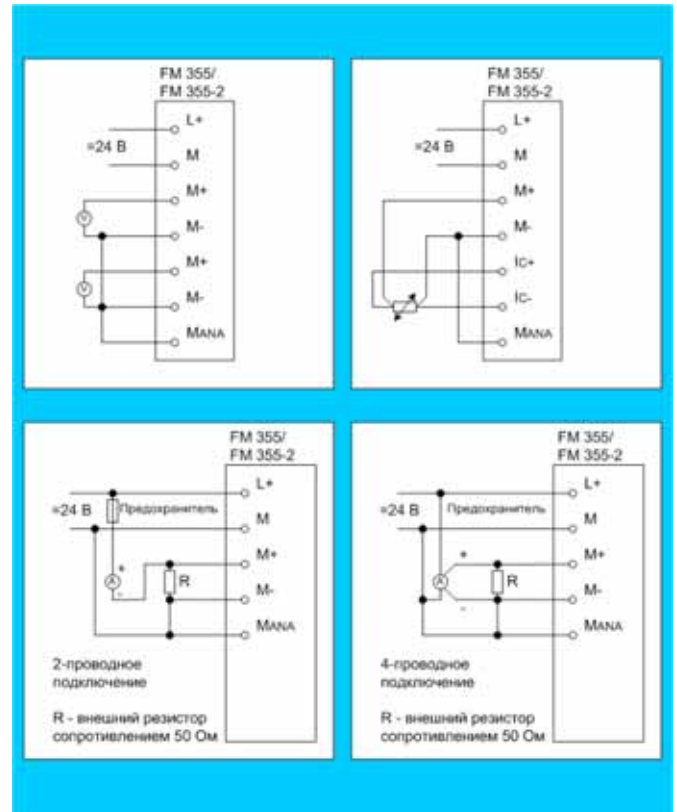 FM 355/
FM 355-2
L+
=24 В
M
M+
V
M-
M+
V
M-
MANA
FM 355/
FM 355-2
L+
=24 В
M
M+
M-
IC+
IC-
MANA
FM 355/
FM 355-2
L+
=24 В
Предохранитель
M
M+
+
A
R
-
M-
MANA
2-проводное
подключение
R - внешний резистор
сопротивлением 50 Ом
FM 355/
FM 355-2
L+
=24 В
Предохранитель
M
M+
+
A
R
-
M-
MANA
4-проводное
подключение
R - внешний резистор
сопротивлением 50 Ом